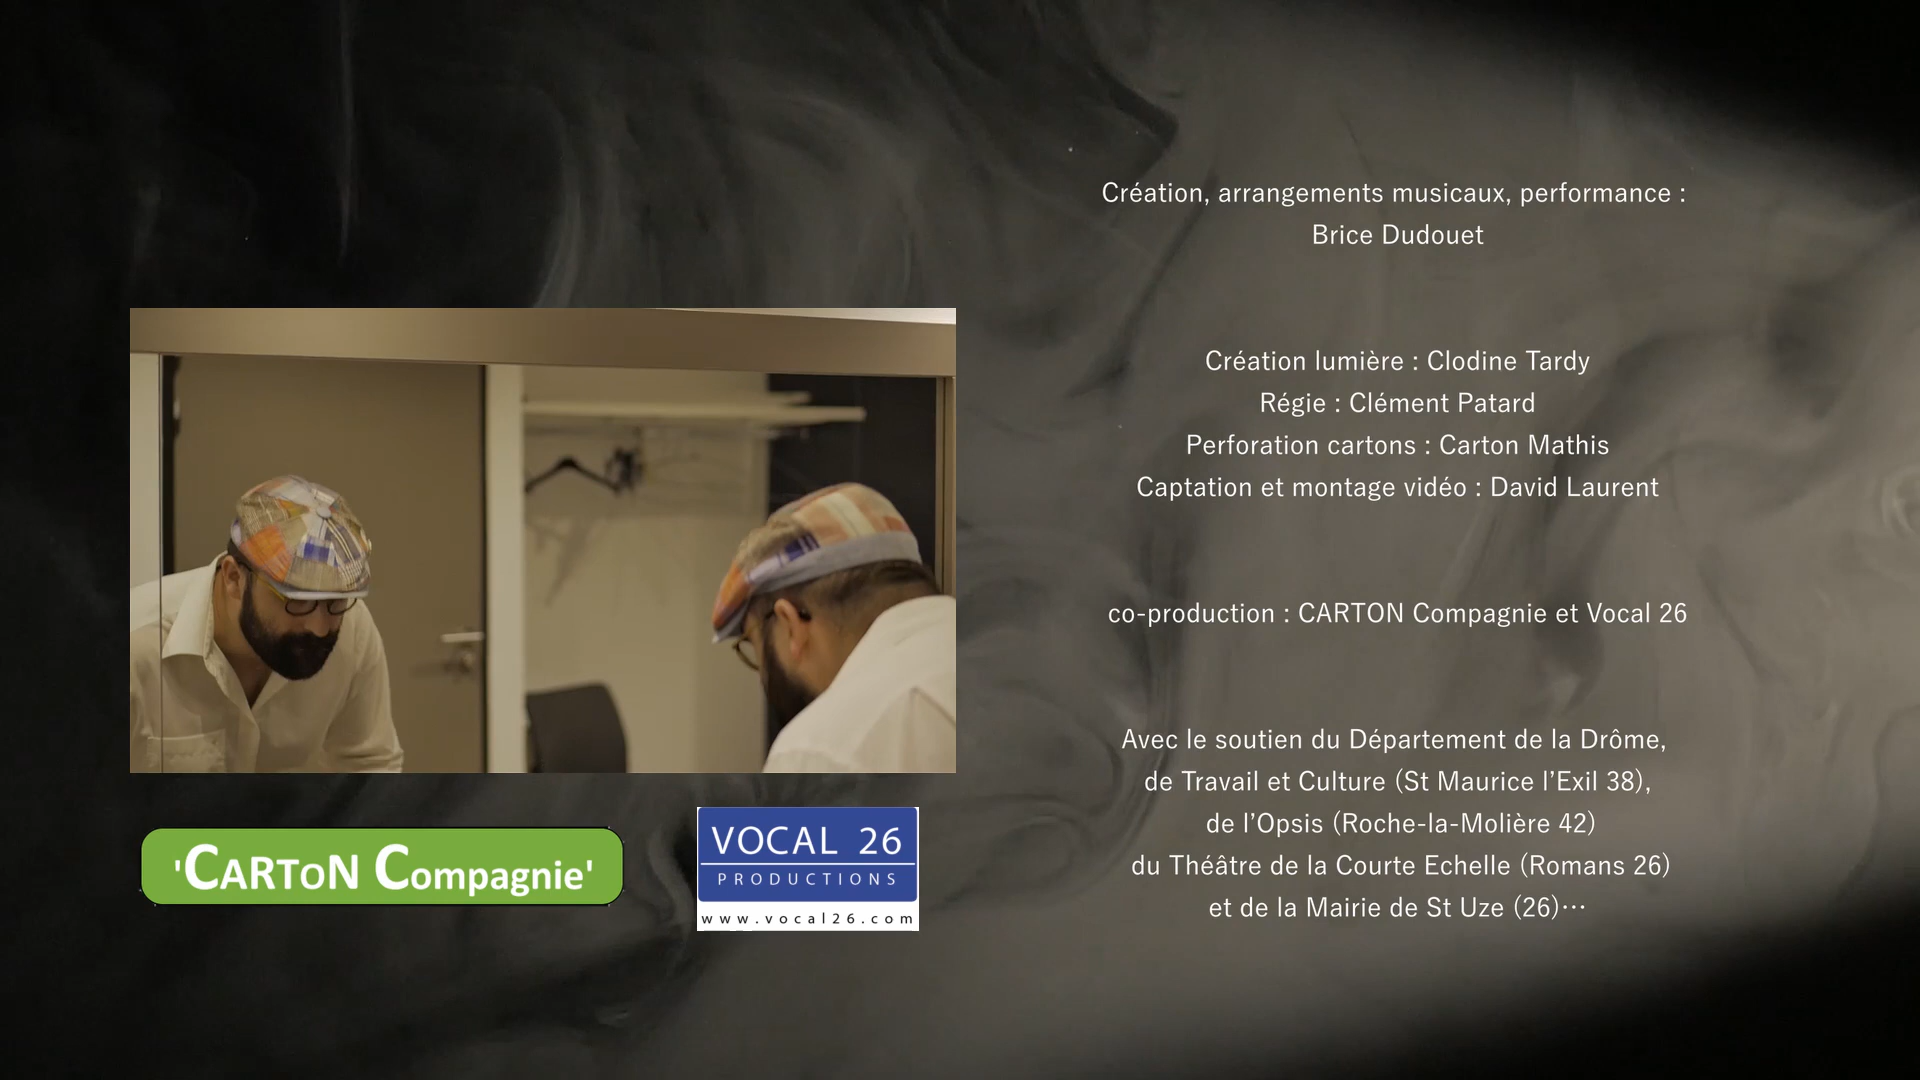 Création, arrangements musicaux, performance :
Brice Dudouet
Création lumière : Clodine Tardy
Régie : Clément Patard
Perforation cartons : Carton Mathis
Captation et montage vidéo : David Laurent
co-production : CARTON Compagnie et Vocal 26
Avec le soutien du Département de la Drôme,
de Travail et Culture (St Maurice l’Exil 38),
de l’Opsis (Roche-la-Molière 42)
du Théâtre de la Courte Echelle (Romans 26)
et de la Mairie de St Uze (26)⋯
'CARToN Compagnie'
VOCAL 26
PRODUCTIONS
www.vocal26.com